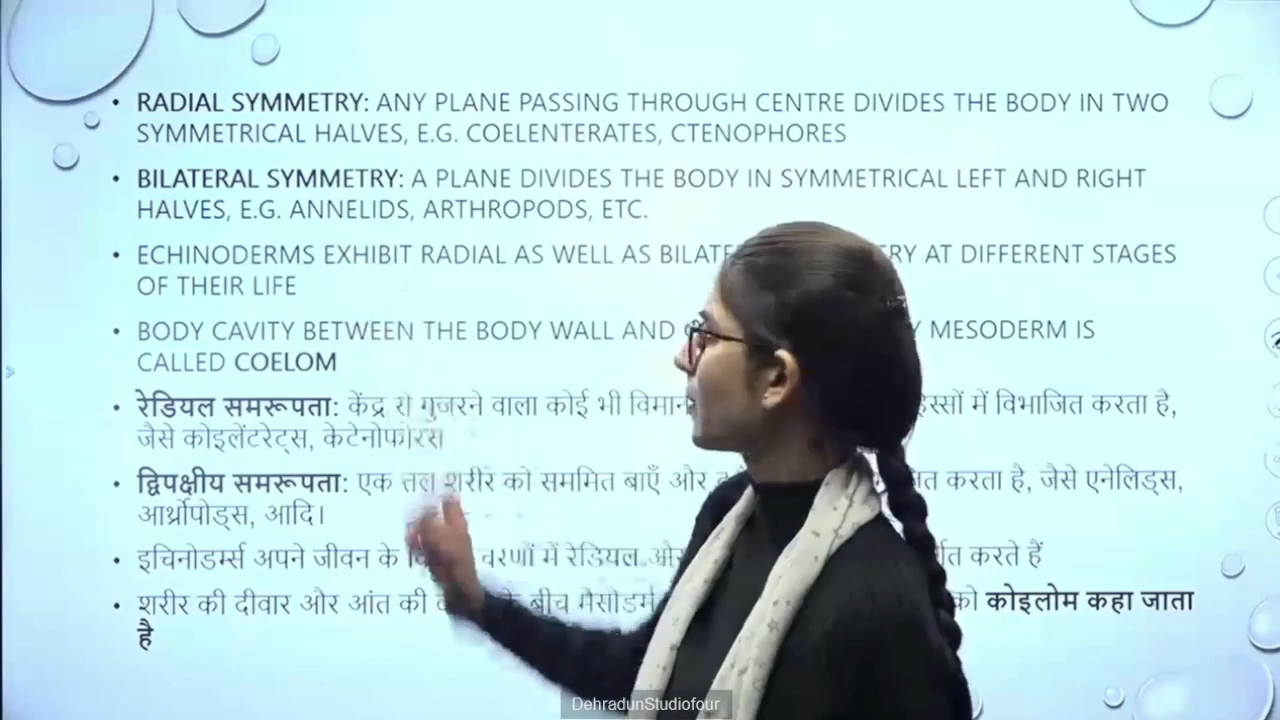 • RADIAL SYMMETRY: ANY PLANE PASSING THROUGH CENTRE DIVIDES THE BODY IN TWO
SYMMETRICAL HALVES, E.G. COELENTERATES, CTENOPHORES
• BILATERAL SYMMETRY: A PLANE DIVIDES THE BODY IN SYMMETRICAL LEFT AND RIGHT
HALVES, E.G. ANNELIDS, ARTHROPODS, ETC.
• ECHINODERMS EXHIBIT RADIAL AS WELL AS AT DIFFERENT STAGES
OF THEIR LIFE
• BODY CAVITY BETWEEN THE BODY WALL AND MESODERM IS
CALLED COELOM
• रेडियल समरूपता: केंद्र से गुजरने वाला कोई भी में विभाजित करता है,
जैसे कोइलेंटरेट्स, केटेनोफोरस
• द्विपक्षीय समरूपता: एक तल शरीर को सममित बाएँ और करता है, जैसे एनेलिड्स,
आर्थ्रोपोड्स, आदि।
• इचिनोडर्म्स अपने जीवन के चरणों में रेडियल और करते हैं
• शरीर की दीवार और आंत की बीच मेसोडर्म को कोइलोम कहा जाता
है
DehradunStudiofour